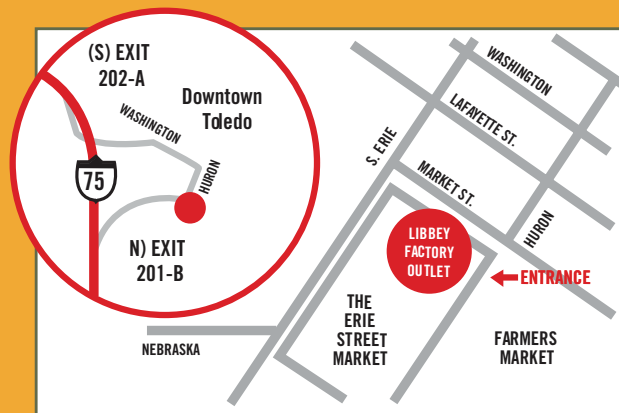 (S) EXIT
202-A
Downtown
Toledo
WASHINGTON
HURON
75
N) EXIT
201-B
WASHINGTON
LAFAYETTE ST.
S. ERIE
MARKET ST.
HURON
LIBBEY
FACTORY
OUTLET
ENTRANCE
THE
ERIE
STREET
MARKET
FARMERS
MARKET
NEBRASKA